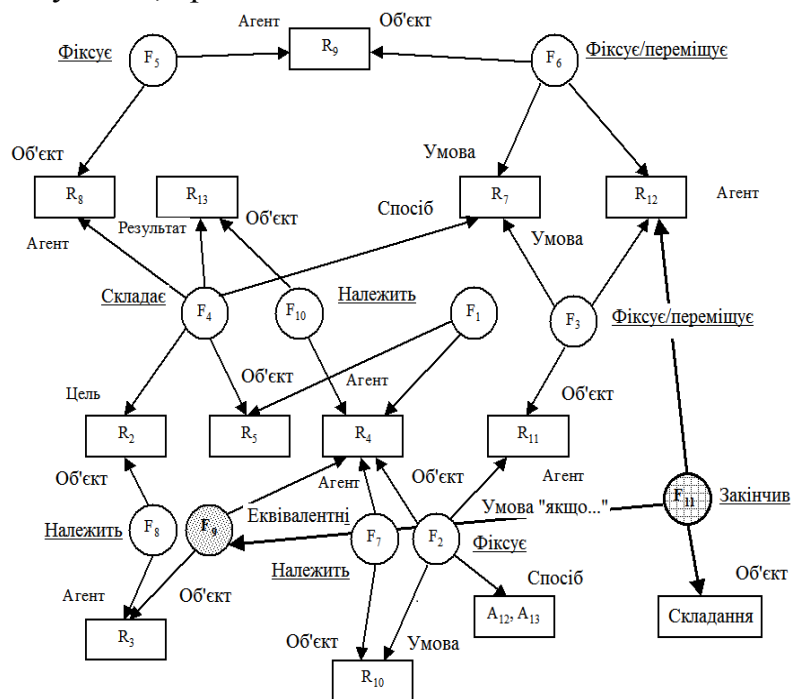 Агент
Об'єкт
Фіксує
F5
R9
F6
Фіксує/переміщує
Об'єкт
Умова
R8
R13
Об'єкт
Спосіб
R7
R12
Агент
Агент
Результат
Умова
Складає
F4
F10
Належить
F1
F3
Фіксує/переміщує
Цель
Об'єкт
Агент
Об'єкт
R2
R5
R4
R11
Об'єкт
Агент
Об'єкт
Агент
Належить
F8
F9
Еквівалентні
F7
F2
Фіксує
Умова "якщо..."
F11
Закінчив
Агент
Об'єкт
Належить
Спосіб
Об'єкт
R3
Об'єкт
Умова
A12, A13
Складання
R10